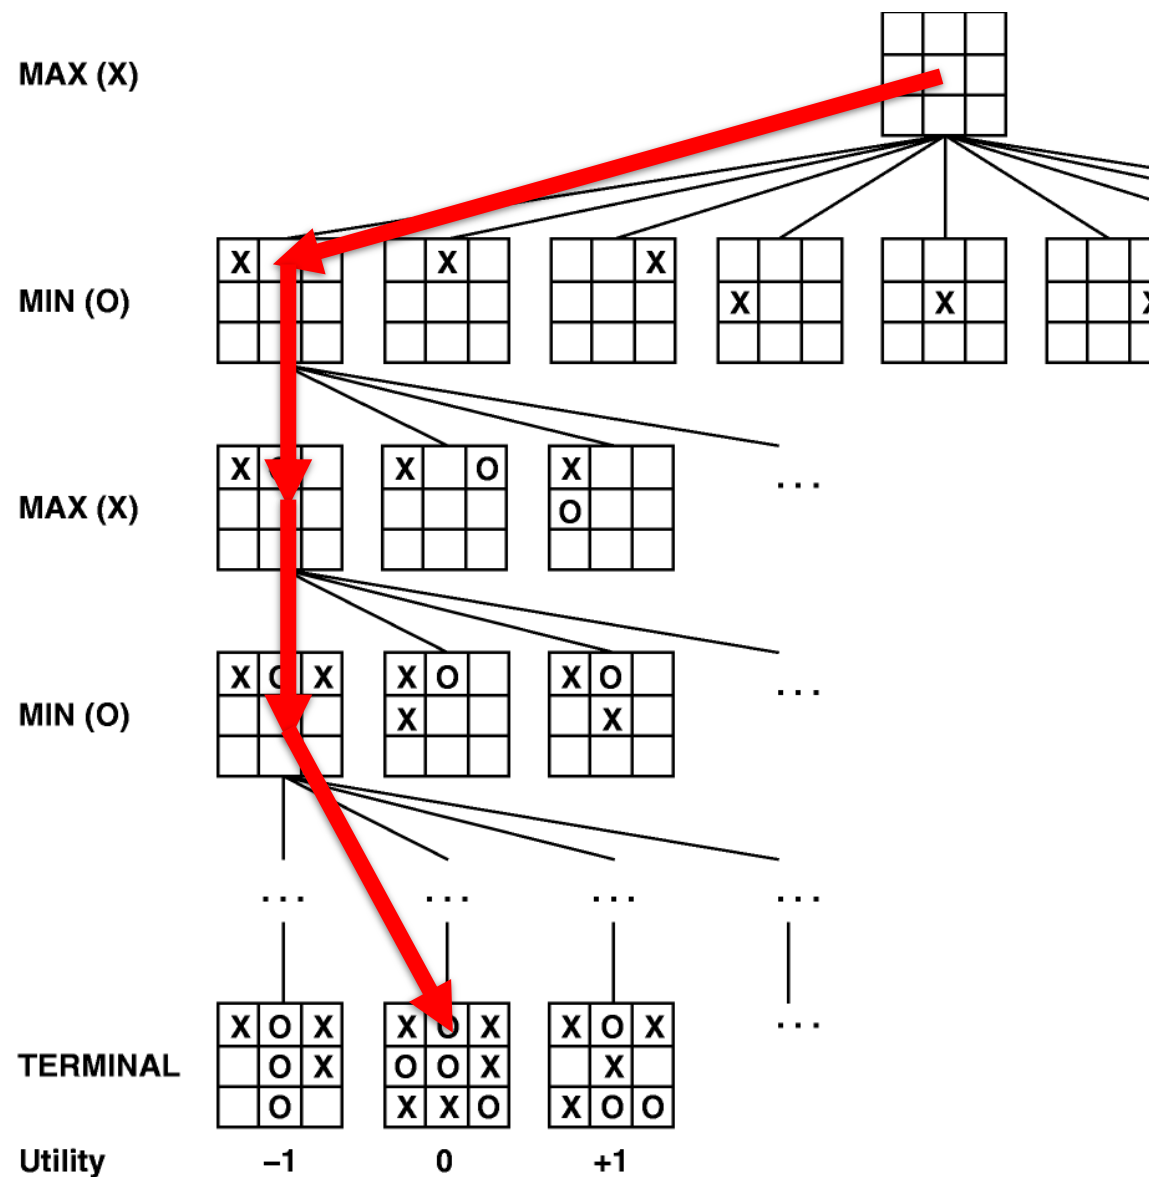 MAX (X)
X X X X X X
MIN (O)
X O X O X
MAX (X) O
...
X O X X O X O
MIN (O) X X
...
... ... ... ...
X O X X O X X O X
...
TERMINAL O X O O X X
O X X O X O O
Utility −1 0 +1